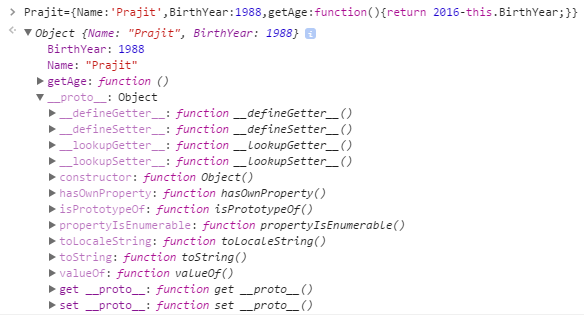 Prajit={Name:'Prajit',BirthYear:1988,getAge:function(){return 2016-this.BirthYear;}}
Object {Name: "Prajit", BirthYear: 1988}
BirthYear: 1988
Name: "Prajit"
getAge: function ()
__proto__: Object
__defineGetter__: function __defineGetter__()
__defineSetter__: function __defineSetter__()
__lookupGetter__: function __lookupGetter__()
__lookupSetter__: function __lookupSetter__()
constructor: function Object()
hasOwnProperty: function hasOwnProperty()
isPrototypeOf: function isPrototypeOf()
propertyIsEnumerable: function propertyIsEnumerable()
toLocaleString: function toLocaleString()
toString: function toString()
valueOf: function valueOf()
get __proto__: function get __proto__()
set __proto__: function set __proto__()